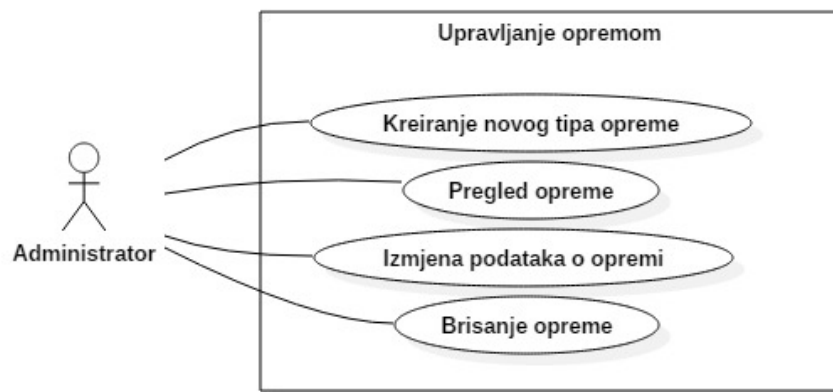 Upravljanje opremom
Kreiranje novog tipa opreme
Pregled opreme
Administrator
Izmjena podataka o opremi
Brisanje opreme